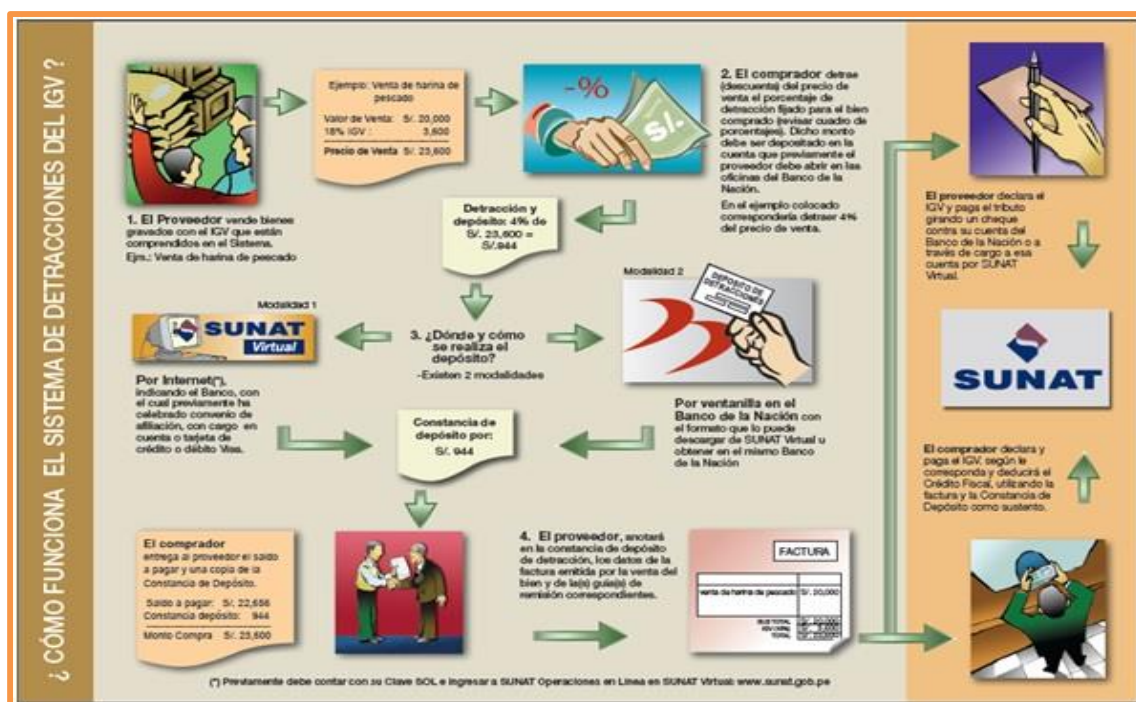 ¿ CÓMO FUNCIONA EL SISTEMA DE DETRACCIONES DEL IGV ?
1. El Proveedor vende bienes
gravados con el IGV que están
comprendidos en el Sistema.
Ejm.: Venta de harina de pescado
Ejemplo: Venta de harina de
pescado
Valor de Venta: S/. 20,000
18% IGV : 3,600
Precio de Venta S/. 23,600
-%
S/.
2. El comprador detrae
(descuenta) del precio de
venta el porcentaje de
detracción fijado para el bien
comprado (revisar cuadro de
porcentajes). Dicho monto
debe ser depositado en la
cuenta que previamente el
proveedor debe abrir en las
oficinas del Banco de la
Nación.
En el ejemplo colocado
correspondería detraer 4%
del precio de venta.
Detracción y
depósito: 4% de
S/. 23,600 =
S/.944
3. ¿Dónde y cómo
se realiza el
depósito?
-Existen 2 modalidades
Modalidad 1
SUNAT
Virtual
Por Internet(*),
indicando el Banco, con
el cual previamente ha
celebrado convenio de
afiliación, con cargo en
cuenta o tarjeta de
crédito o débito Visa.
Modalidad 2
DEPOSITO DE
DETRACCIONES
Por ventanilla en el
Banco de la Nación con
el formato que lo puede
descargar de SUNAT Virtual u
obtener en el mismo Banco
de la Nación
Constancia de
depósito por:
S/. 944
El comprador
entrega al proveedor el saldo
a pagar y una copia de la
Constancia de Depósito.
Saldo a pagar: S/. 22,656
Constancia depósito: 944
Monto Compra S/. 23,600
4. El proveedor, anotará
en la constancia de depósito
de detracción, los datos de la
factura emitida por la venta del
bien y de la(s) guía(s) de
remisión correspondientes.
FACTURA
venta de harina de pescado S/. 20,000
SUB TOTAL S/. 20,000
IGV (18%) S/. 3,600
TOTAL S/. 23,600
El proveedor declara el
IGV y paga el tributo
girando un cheque
contra su cuenta del
Banco de la Nación o a
través de cargo a esa
cuenta por SUNAT
Virtual.
SUNAT
El comprador declara y
paga el IGV, según le
corresponda y deducirá el
Crédito Fiscal, utilizando la
factura y la Constancia de
Depósito como sustento.
(*) Previamente debe contar con su Clave SOL e ingresar a SUNAT Operaciones en Línea en SUNAT Virtual: www.sunat.gob.pe